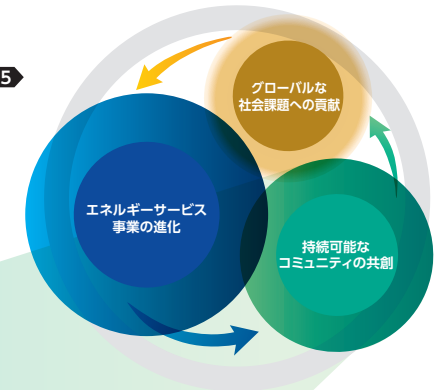 5
グローバルな
社会課題への貢献
エネルギーサービス
事業の進化
持続可能な
コミュニティの共創